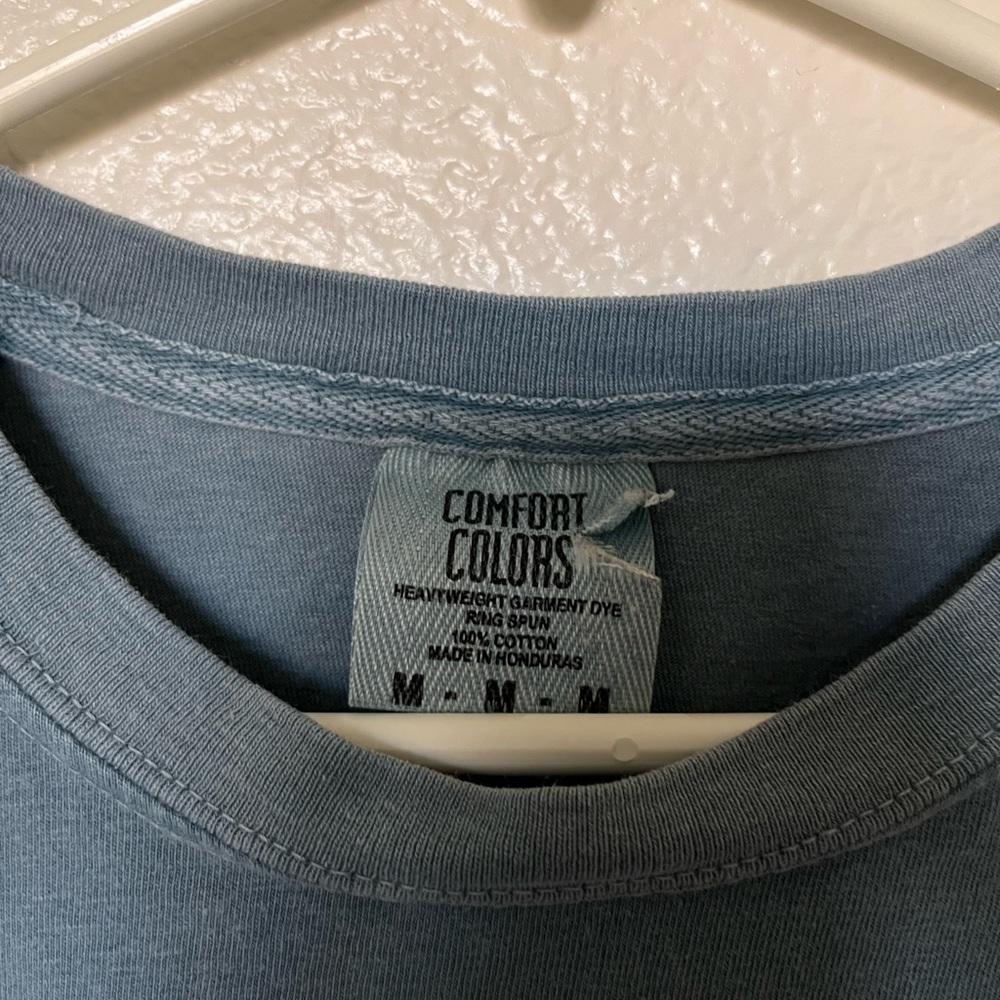 COMFORT
COLORS
HEAVYWEIGHT GARMENT DYE
RING SPUN
100% COTTON
MADE IN HONDURAS
M - M - M